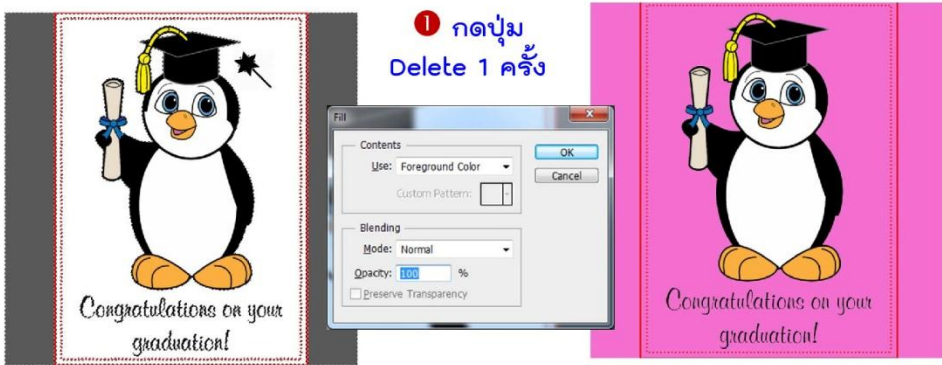 ❶ กดปุ่ม
Delete 1 ครั้ง
Congratulations on your
graduation!
Fill
Contents
Use: Foreground Color
Custom Pattern:
OK
Cancel
Blending
Mode: Normal
Opacity: 100 %
Preserve Transparency
Congratulations on your
graduation!